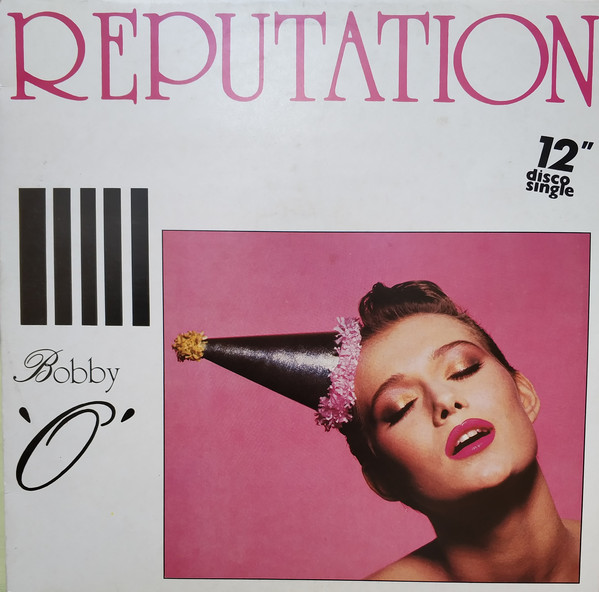 REPUTATION
12"
disco
single
Bobby
'O'